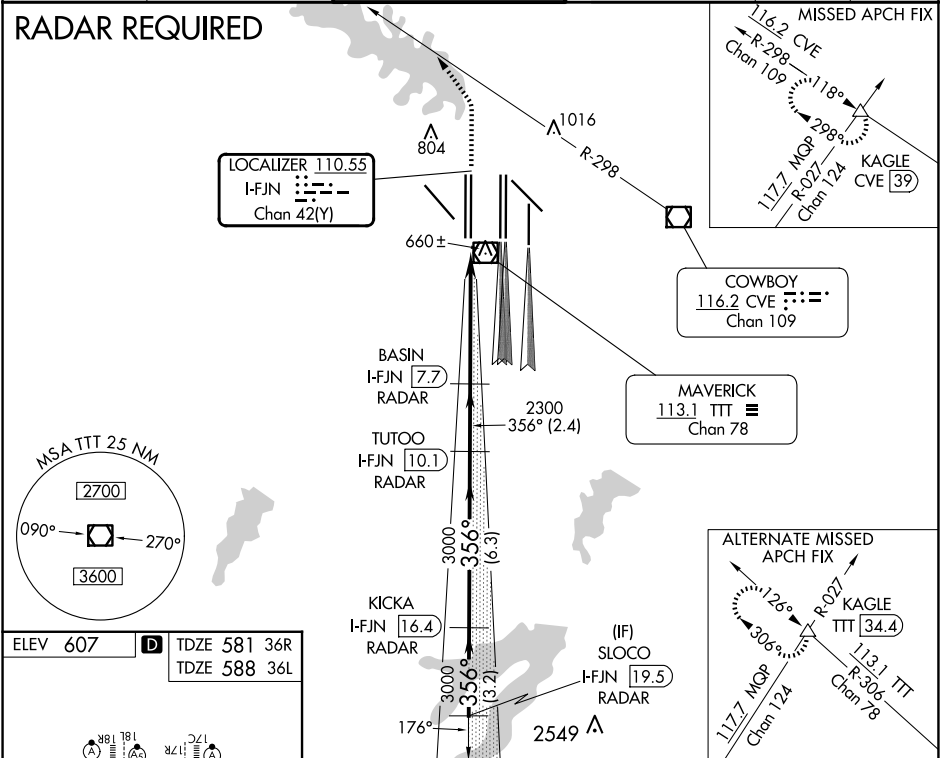 RADAR REQUIRED
MISSED APCH FIX
116.2 CVE
R-298
Chan 109
118°
298°
117.7 MQP
R-027
Chan 124
KAGLE
CVE 39
1016
804
R-298
LOCALIZER 110.55
I-FJN
Chan 42(Y)
660±
COWBOY
116.2 CVE
Chan 109
BASIN
I-FJN 7.7
RADAR
MAVERICK
113.1 TTT
Chan 78
2300
356° (2.4)
TUTOO
I-FJN 10.1
RADAR
MSA TTT 25 NM
2700
090°
270°
3600
3000
356°
(6.3)
ALTERNATE MISSED
APCH FIX
126°
306°
R-027
KAGLE
TTT 34.4
113.1 TTT
R-306
Chan 78
117.7 MQP
Chan 124
KICKA
I-FJN 16.4
RADAR
(IF)
SLOCO
I-FJN 19.5
RADAR
3000
356°
(3.2)
176°
2549
ELEV 607
D
TDZE 581 36R
TDZE 588 36L
18R
18L
17R
17C
A
A5
A